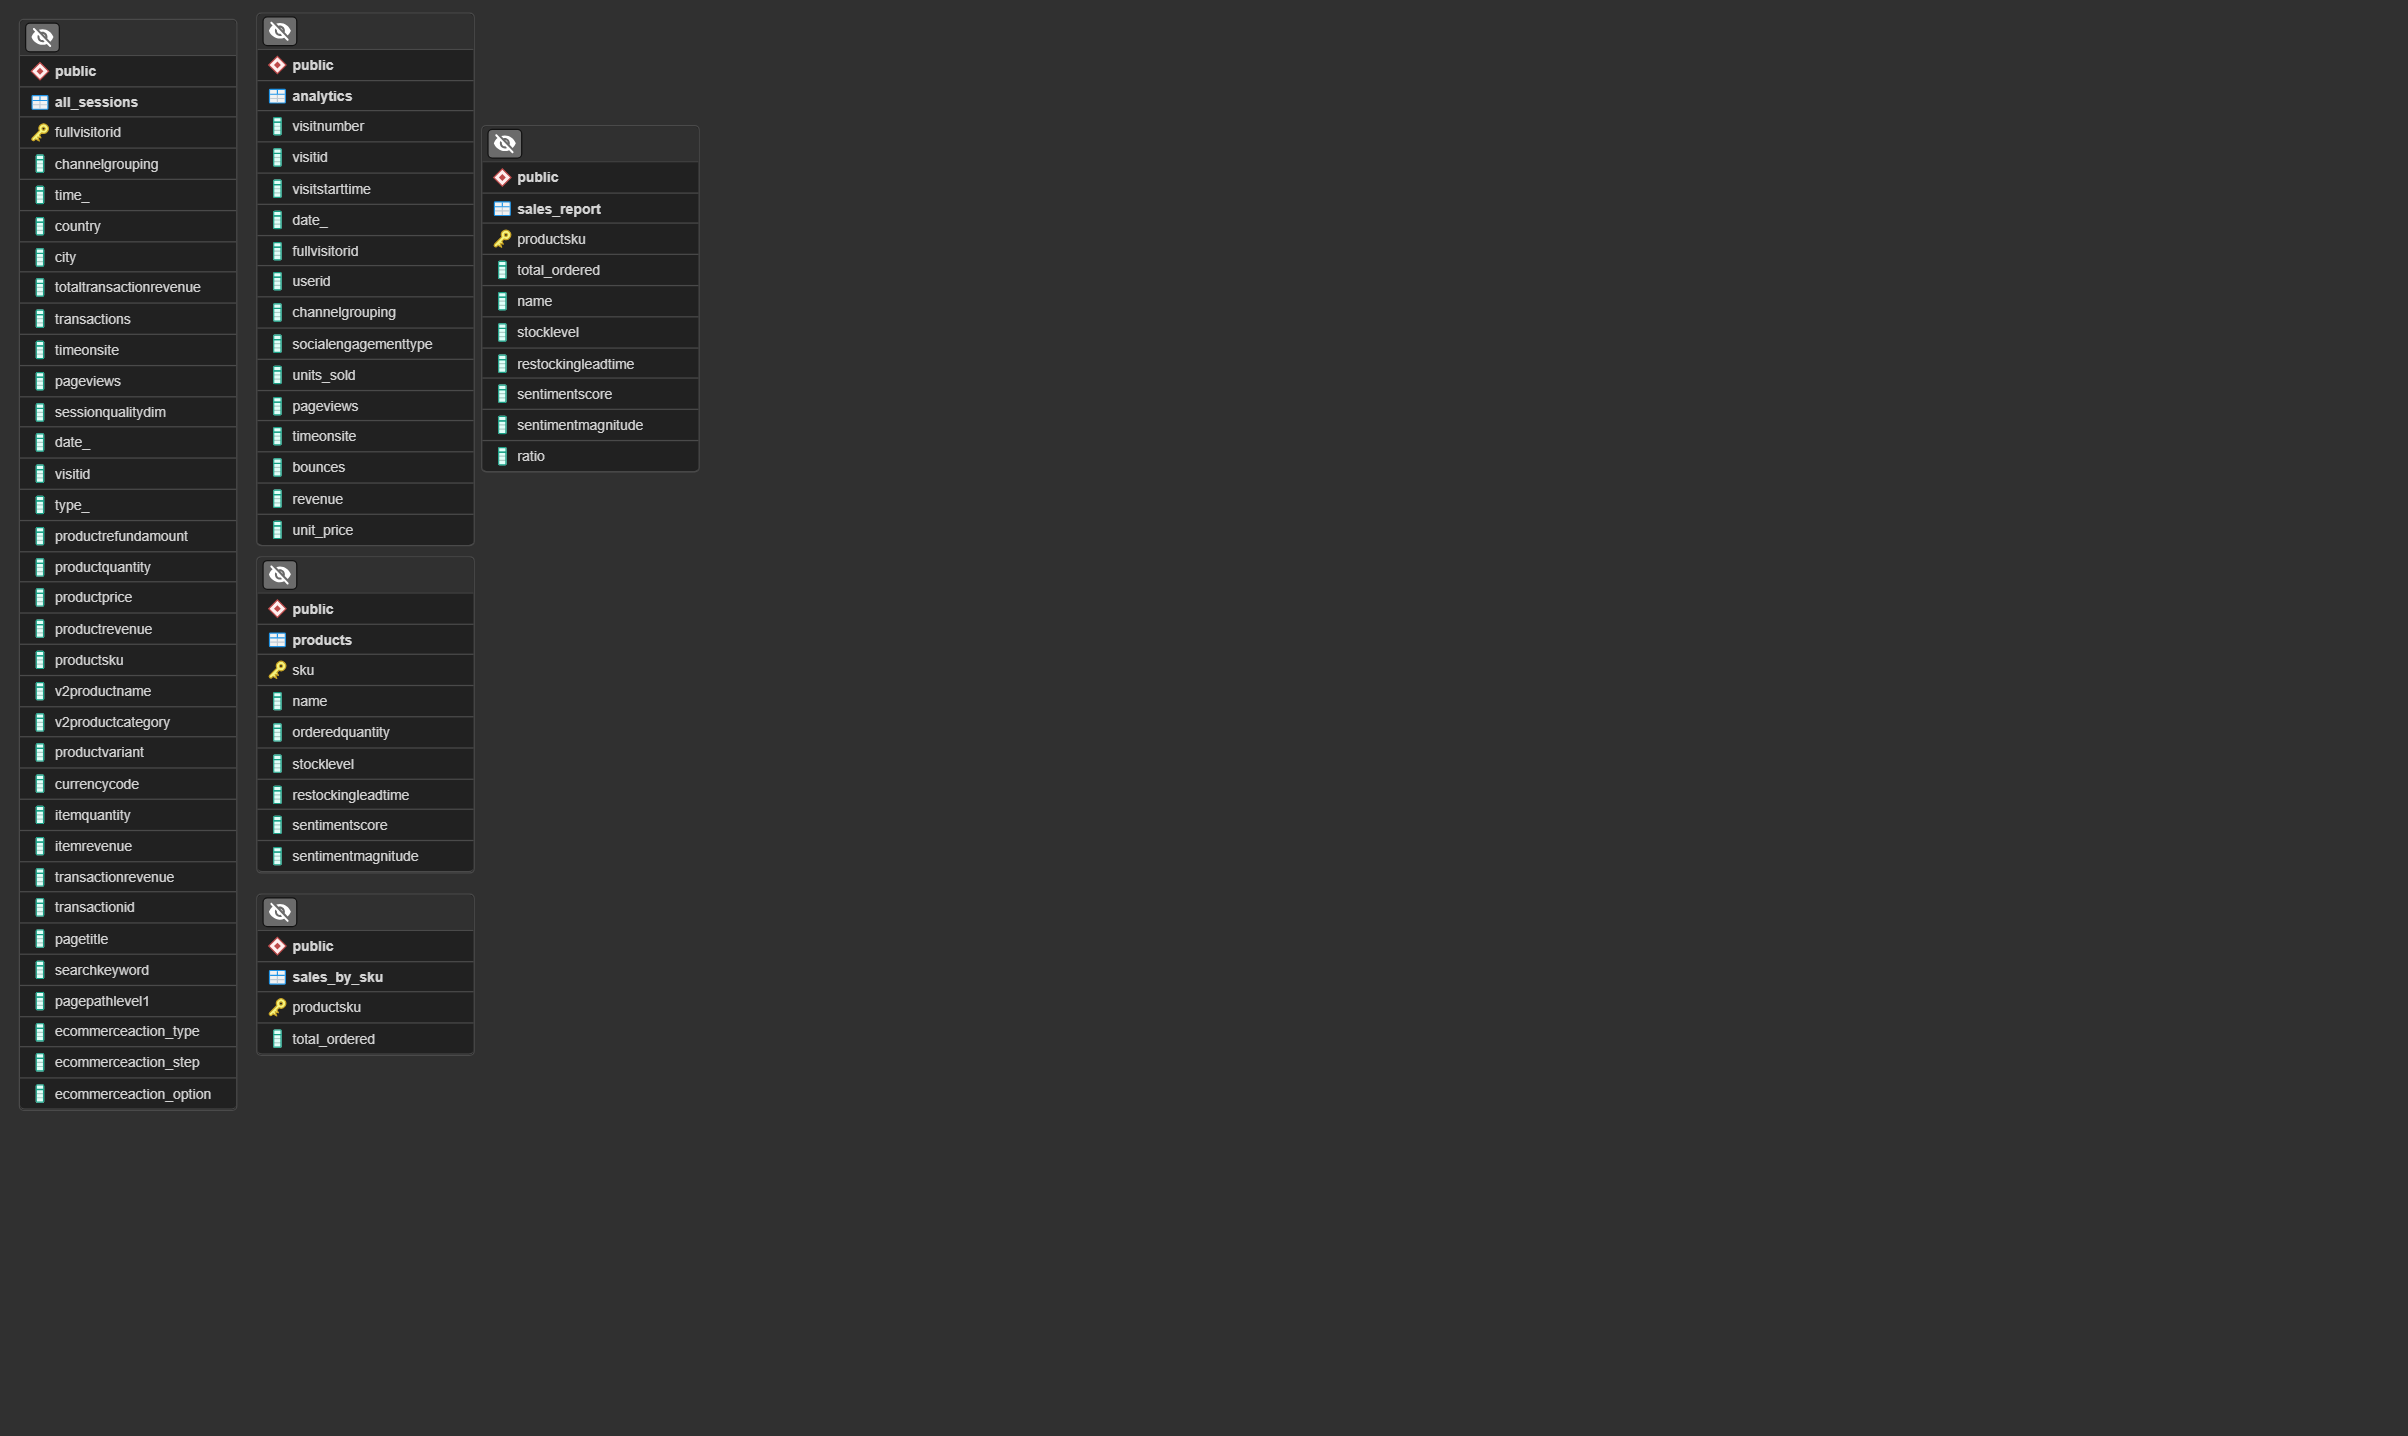 public
all_sessions
fullvisitorid
channelgrouping
time_
country
city
totaltransactionrevenue
transactions
timeonsite
pageviews
sessionqualitydim
date_
visitid
type_
productrefundamount
productquantity
productprice
productrevenue
productsku
v2productname
v2productcategory
productvariant
currencycode
itemquantity
itemrevenue
transactionrevenue
transactionid
pagetitle
searchkeyword
pagepathlevel1
ecommerceaction_type
ecommerceaction_step
ecommerceaction_option
public
analytics
visitnumber
visitid
visitstarttime
date_
fullvisitorid
userid
channelgrouping
socialengagementtype
units_sold
pageviews
timeonsite
bounces
revenue
unit_price
public
products
sku
name
orderedquantity
stocklevel
restockingleadtime
sentimentscore
sentimentmagnitude
public
sales_by_sku
productsku
total_ordered
public
sales_report
productsku
total_ordered
name
stocklevel
restockingleadtime
sentimentscore
sentimentmagnitude
ratio